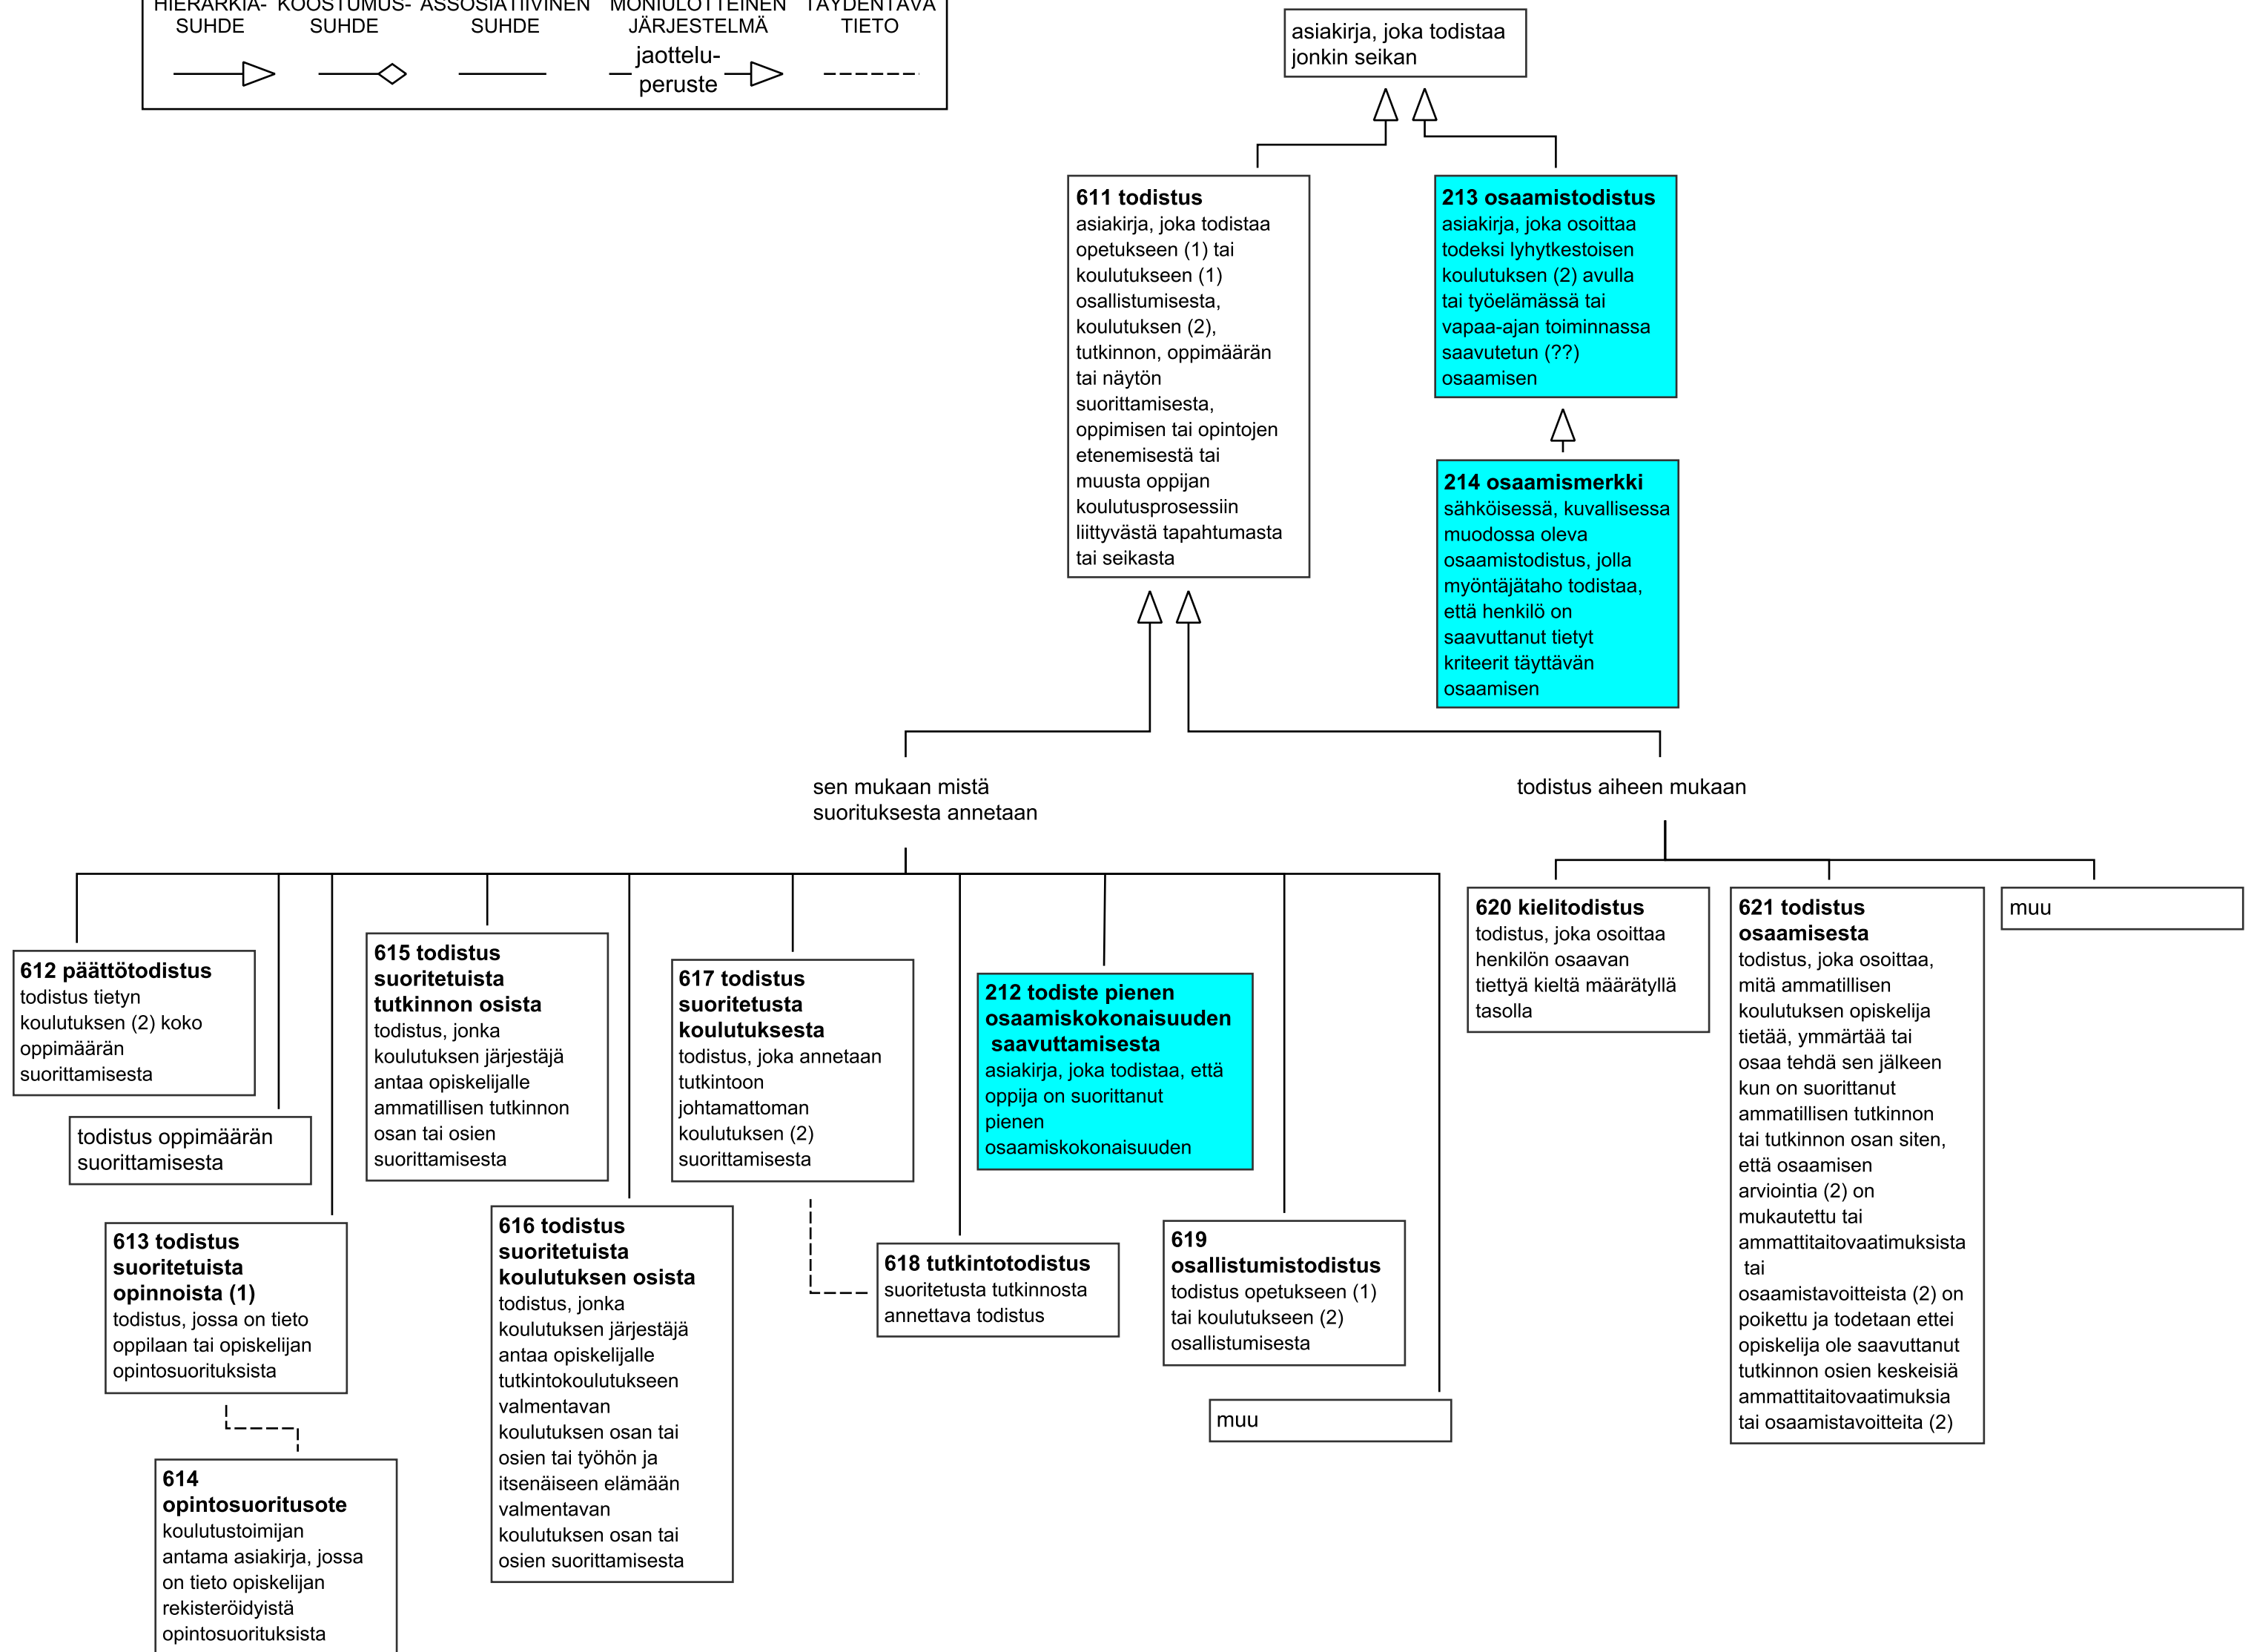 HIERARKIA- KOOSTUMUS- ASSOSIATIIVINEN MONIULOTTEINEN TÄYDENTÄVÄ
SUHDE SUHDE SUHDE JÄRJESTELMÄ TIETO
jaottelu-
peruste
asiakirja, joka todistaa
jonkin seikan
611 todistus
asiakirja, joka todistaa
opetukseen (1) tai
koulutukseen (1)
osallistumisesta,
koulutuksen (2),
tutkinnon, oppimäärän
tai näytön
suorittamisesta,
oppimisen tai opintojen
etenemisestä tai
muusta oppijan
koulutusprosessiin
liittyvästä tapahtumasta
tai seikasta
213 osaamistodistus
asiakirja, joka osoittaa
todeksi lyhytkestoisen
koulutuksen (2) avulla
tai työelämässä tai
vapaa-ajan toiminnassa
saavutetun (??)
osaamisen
214 osaamismerkki
sähköisessä, kuvallisessa
muodossa oleva
osaamistodistus, jolla
myöntäjätaho todistaa,
että henkilö on
saavuttanut tietyt
kriteerit täyttävän
osaamisen
sen mukaan mistä
suorituksesta annetaan
todistus aiheen mukaan
612 päättötodistus
todistus tietyn
koulutuksen (2) koko
oppimäärän
suorittamisesta
todistus oppimäärän
suorittamisesta
613 todistus
suoritetuista
opinnoista (1)
todistus, jossa on tieto
oppilaan tai opiskelijan
opintosuorituksista
614
opintosuoritusote
koulutustoimijan
antama asiakirja, jossa
on tieto opiskelijan
rekisteröidyistä
opintosuorituksista
615 todistus
suoritetuista
tutkinnon osista
todistus, jonka
koulutuksen järjestäjä
antaa opiskelijalle
ammatillisen tutkinnon
osan tai osien
suorittamisesta
616 todistus
suoritetuista
koulutuksen osista
todistus, jonka
koulutuksen järjestäjä
antaa opiskelijalle
tutkintokoulutukseen
valmentavan
koulutuksen osan tai
osien tai työhön ja
itsenäiseen elämään
valmentavan
koulutuksen osan tai
osien suorittamisesta
617 todistus
suoritetusta
koulutuksesta
todistus, joka annetaan
tutkintoon
johtamattoman
koulutuksen (2)
suorittamisesta
618 tutkintotodistus
suoritetusta tutkinnosta
annettava todistus
212 todiste pienen
osaamiskokonaisuuden
saavuttamisesta
asiakirja, joka todistaa, että
oppija on suorittanut
pienen
osaamiskokonaisuuden
619
osallistumistodistus
todistus opetukseen (1)
tai koulutukseen (2)
osallistumisesta
muu
620 kielitodistus
todistus, joka osoittaa
henkilön osaavan
tiettyä kieltä määrätyllä
tasolla
621 todistus
osaamisesta
todistus, joka osoittaa,
mitä ammatillisen
koulutuksen opiskelija
tietää, ymmärtää tai
osaa tehdä sen jälkeen
kun on suorittanut
ammatillisen tutkinnon
tai tutkinnon osan siten,
että osaamisen
arviointia (2) on
mukautettu tai
ammattitaitovaatimuksista
tai
osaamistavoitteista (2) on
poikettu ja todetaan ettei
opiskelija ole saavuttanut
tutkinnon osien keskeisiä
ammattitaitovaatimuksia
tai osaamistavoitteita (2)
muu